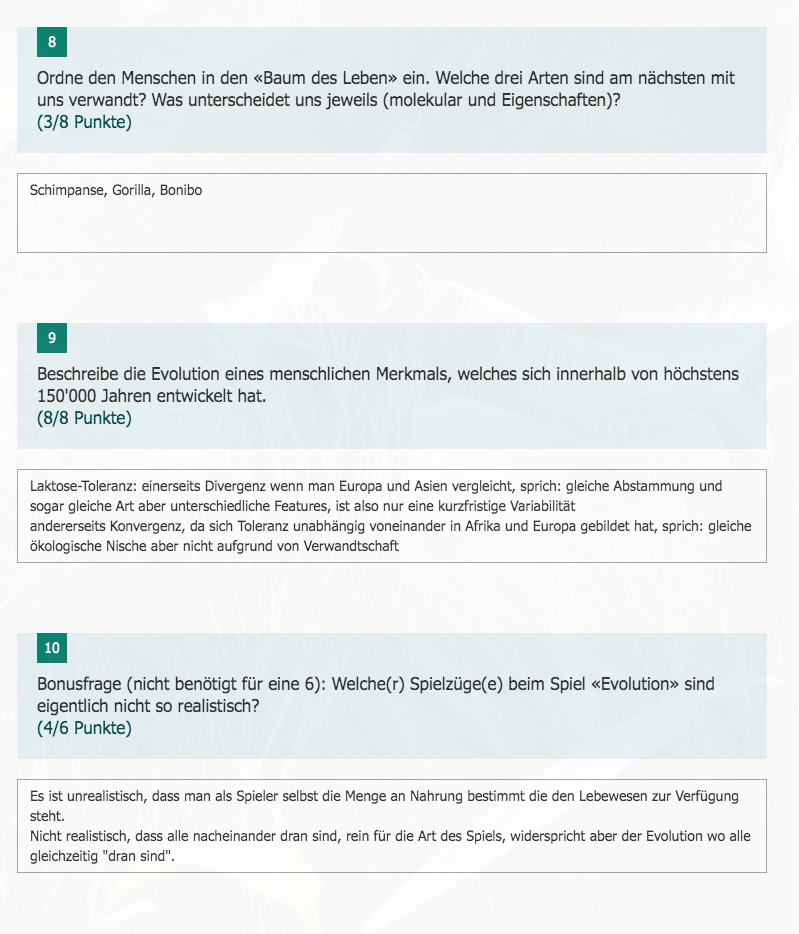 8
Ordne den Menschen in den «Baum des Leben» ein. Welche drei Arten sind am nächsten mit
uns verwandt? Was unterscheidet uns jeweils (molekular und Eigenschaften)?
(3/8 Punkte)
Schimpanse, Gorilla, Bonibo
9
Beschreibe die Evolution eines menschlichen Merkmals, welches sich innerhalb von höchstens
150'000 Jahren entwickelt hat.
(8/8 Punkte)
Laktose-Toleranz: einerseits Divergenz wenn man Europa und Asien vergleicht, sprich: gleiche Abstammung und
sogar gleiche Art aber unterschiedliche Features, ist also nur eine kurzfristige Variabilität
andererseits Konvergenz, da sich Toleranz unabhängig voneinander in Afrika und Europa gebildet hat, sprich: gleiche
ökologische Nische aber nicht aufgrund von Verwandtschaft
10
Bonusfrage (nicht benötigt für eine 6): Welche(r) Spielzüge(e) beim Spiel «Evolution» sind
eigentlich nicht so realistisch?
(4/6 Punkte)
Es ist unrealistisch, dass man als Spieler selbst die Menge an Nahrung bestimmt die den Lebewesen zur Verfügung
steht.
Nicht realistisch, dass alle nacheinander dran sind, rein für die Art des Spiels, widerspricht aber der Evolution wo alle
gleichzeitig "dran sind".